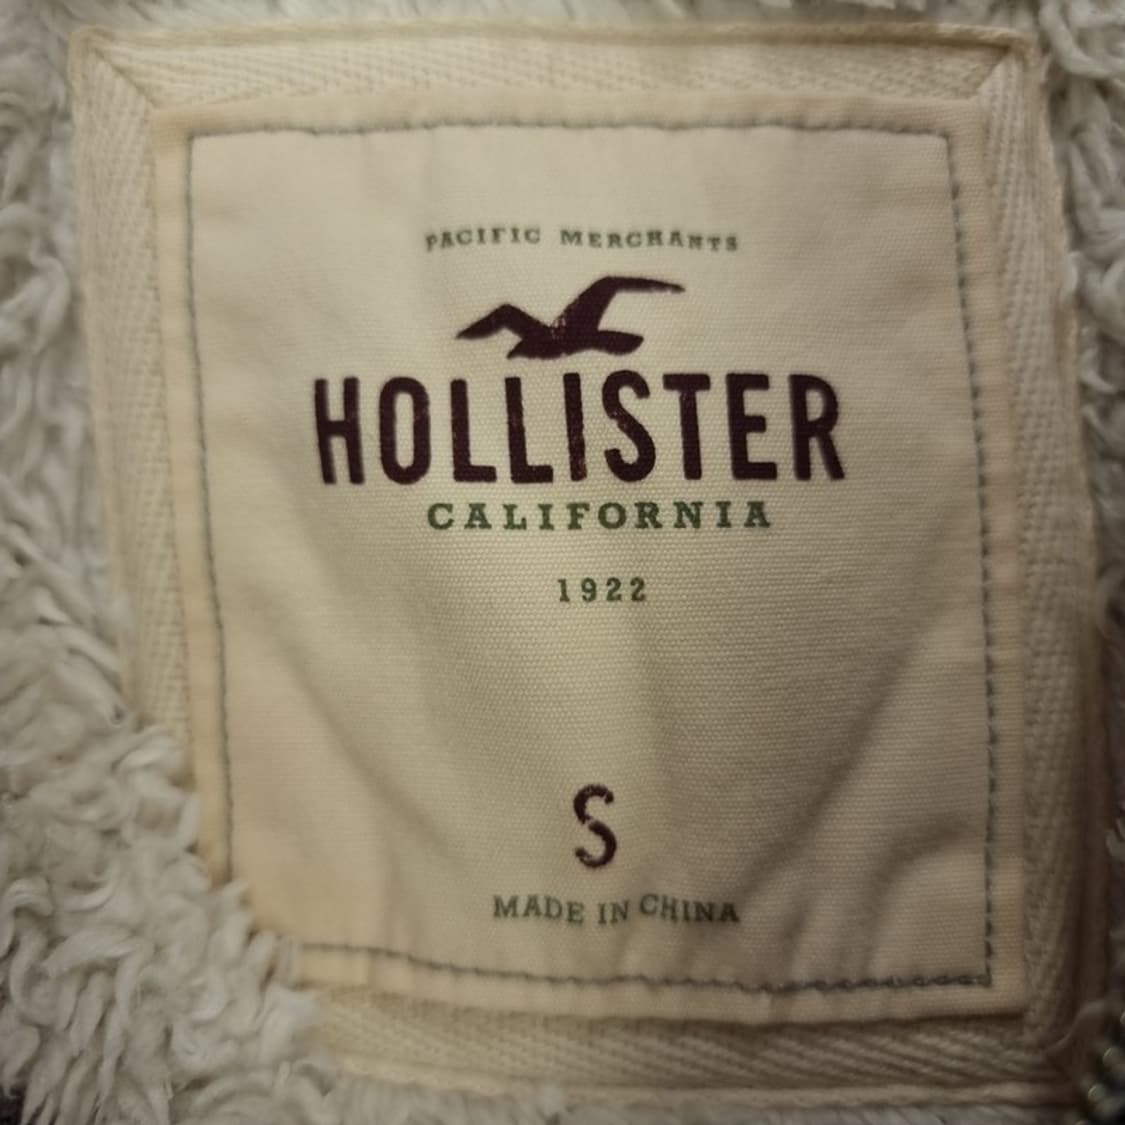 PACIFIC MERCHANTS
HOLLISTER
CALIFORNIA
1922
S
MADE IN CHINA